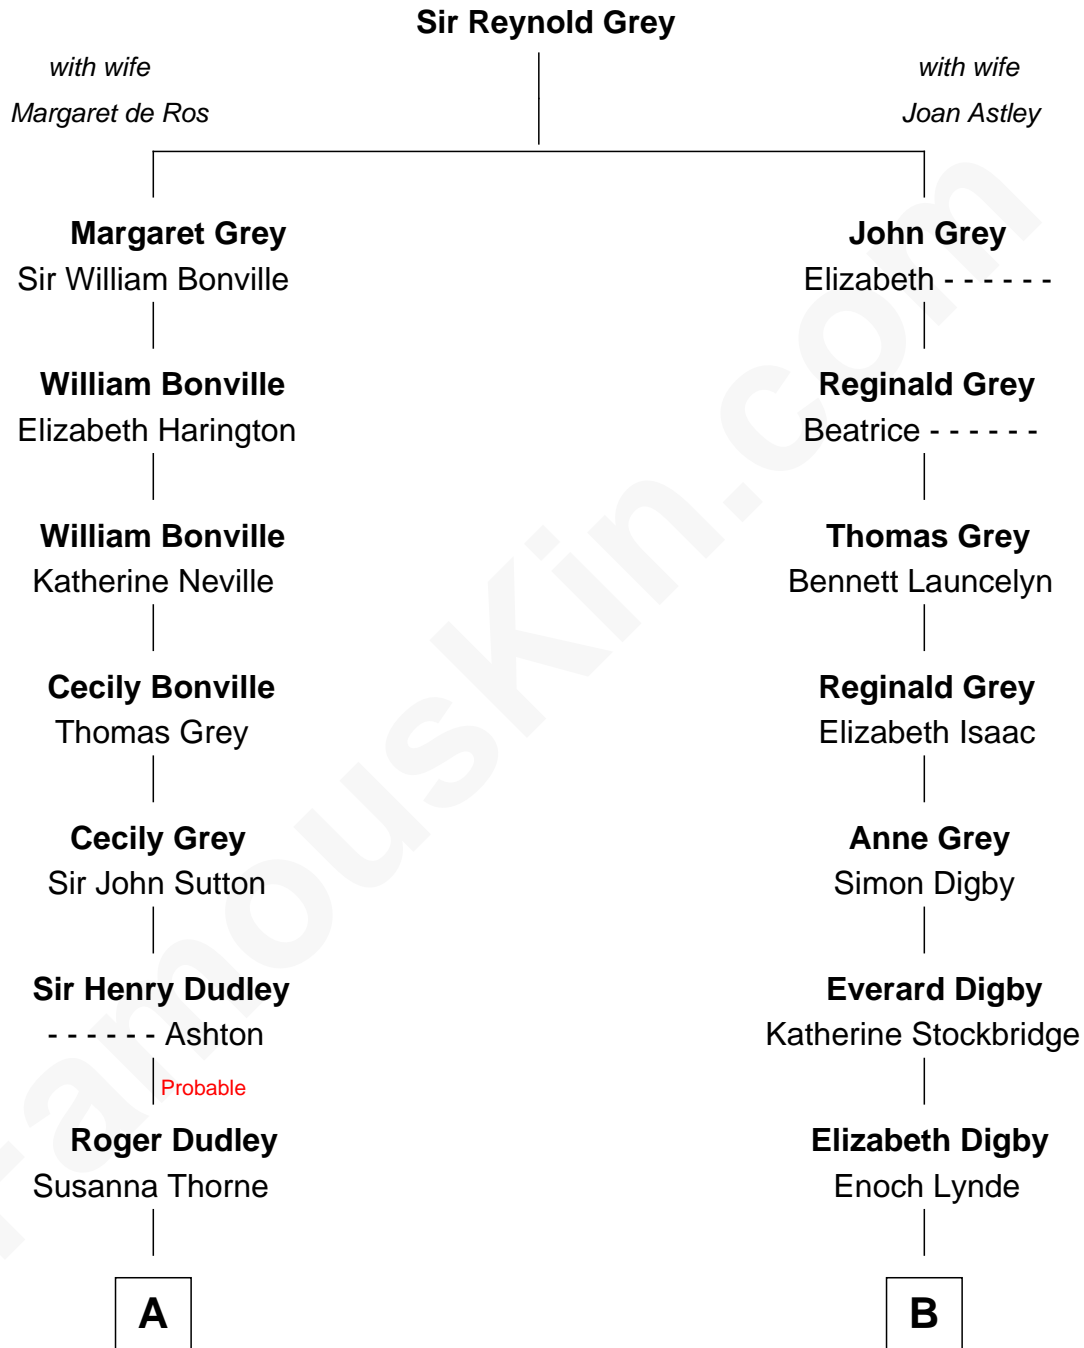 Sir Reynold Grey
with wife
Margaret de Ros
with wife
Joan Astley
Margaret Grey
Sir William Bonville
John Grey
Elizabeth - - - - - -
William Bonville
Elizabeth Harington
Reginald Grey
Beatrice - - - - - -
William Bonville
Katherine Neville
Thomas Grey
Bennett Launcelyn
Cecily Bonville
Thomas Grey
Reginald Grey
Elizabeth Isaac
Cecily Grey
Sir John Sutton
Anne Grey
Simon Digby
Sir Henry Dudley
- - - - - - Ashton
Everard Digby
Katherine Stockbridge
Probable
Roger Dudley
Susanna Thorne
Elizabeth Digby
Enoch Lynde
A
B
FamousKin.com